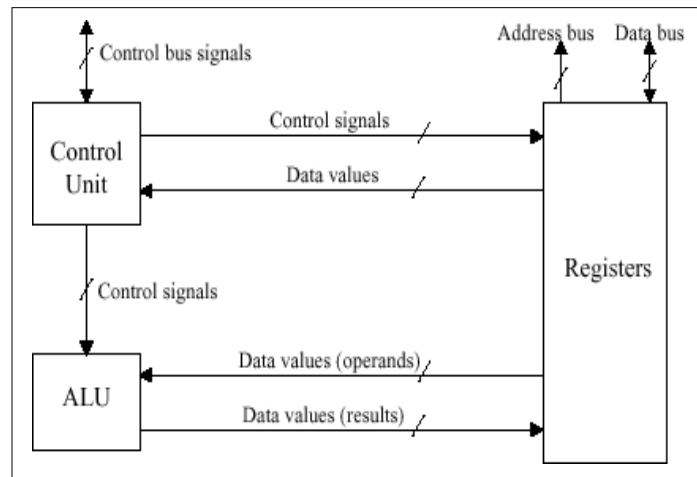 Address bus
Data bus
Control bus signals
Control signals
Control
Unit
Data values
Registers
Control signals
Data values (operands)
ALU
Data values (results)